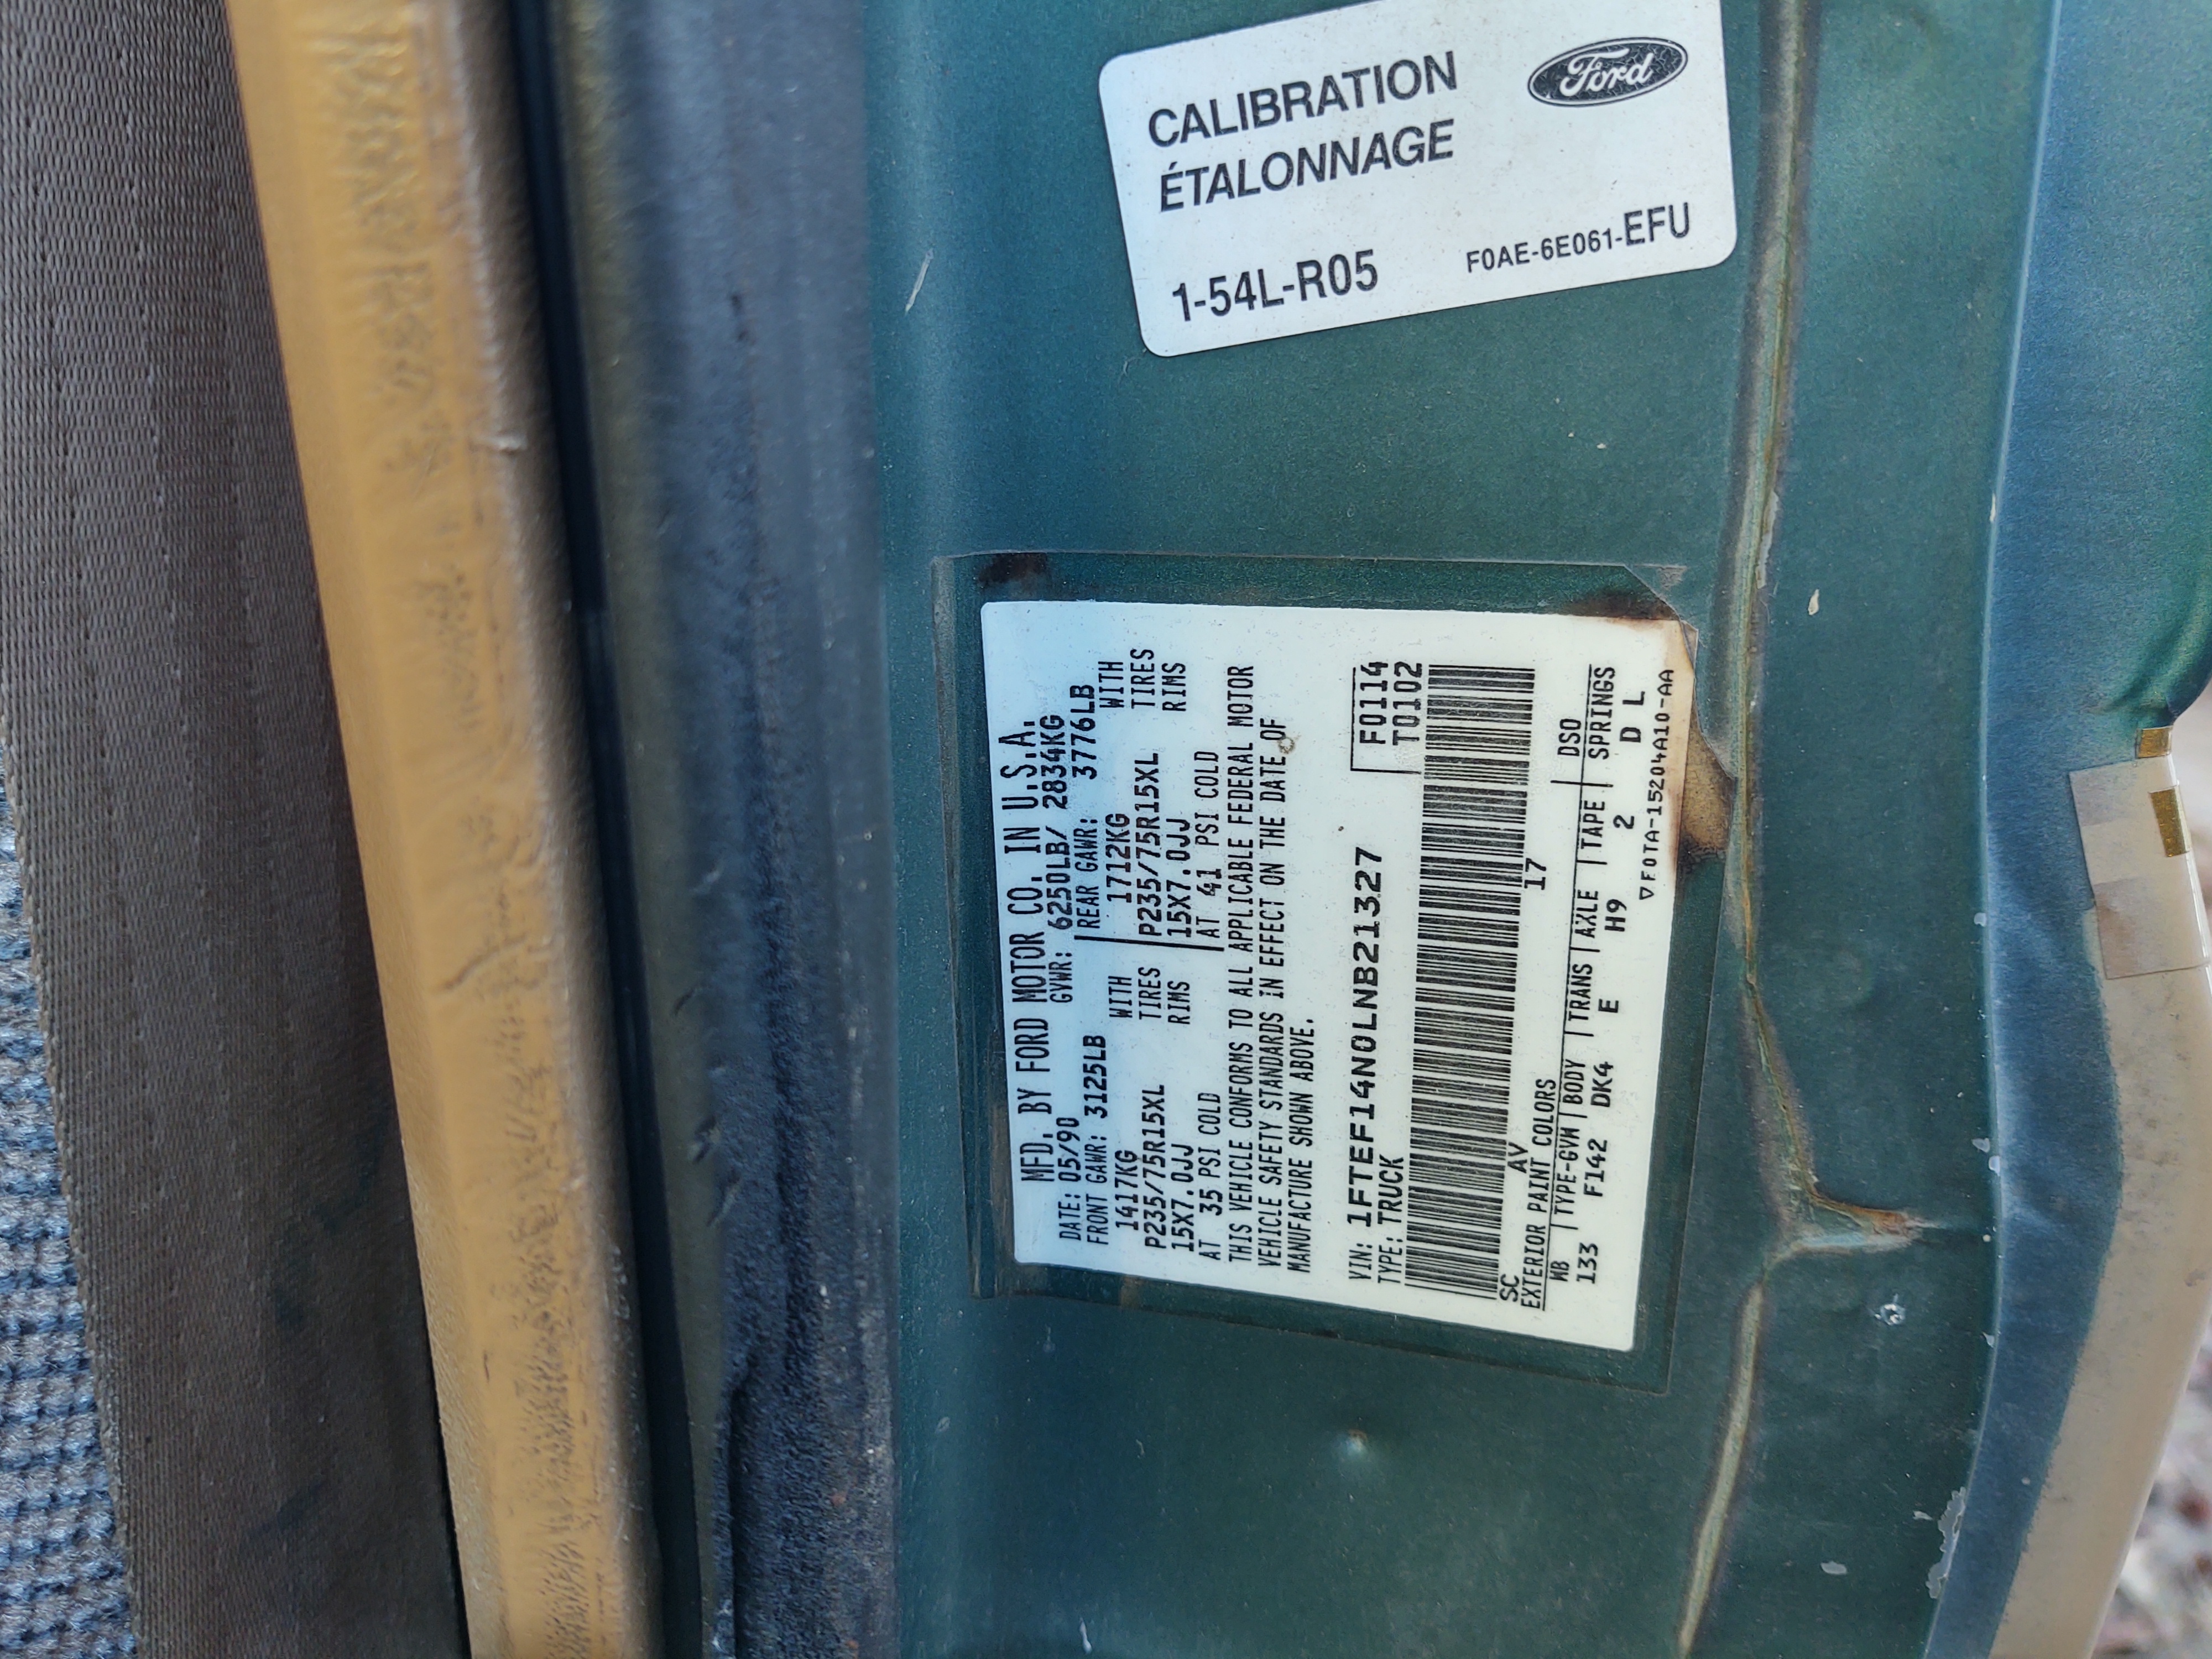 CALIBRATION
Ford
ÉTALONNAGE
1-54L-R05 F0AE-6E061-EFU
MFD. BY FORD MOTOR CO. IN U.S.A.
DATE: 05/90 GVWR: 6250LB/ 2834KG
FRONT GAWR: 3125LB REAR GAWR: 3776LB
1417KG WITH 1712KG WITH
P235/75R15XL TIRES P235/75R15XL TIRES
15X7.0JJ RIMS 15X7.0JJ RIMS
AT 35 PSI COLD AT 41 PSI COLD
THIS VEHICLE CONFORMS TO ALL APPLICABLE FEDERAL MOTOR
VEHICLE SAFETY STANDARDS IN EFFECT ON THE DATE OF
MANUFACTURE SHOWN ABOVE.
F0114
VIN: 1FTEF14N0LNB21327 T0102
TYPE: TRUCK
SC AV 17
EXTERIOR PAINT COLORS DSO
WB TYPE-GVW BODY TRANS AXLE TAPE SPRINGS
133 F142 DK4 E H9 2 D L
F0TA-15204A10-AA